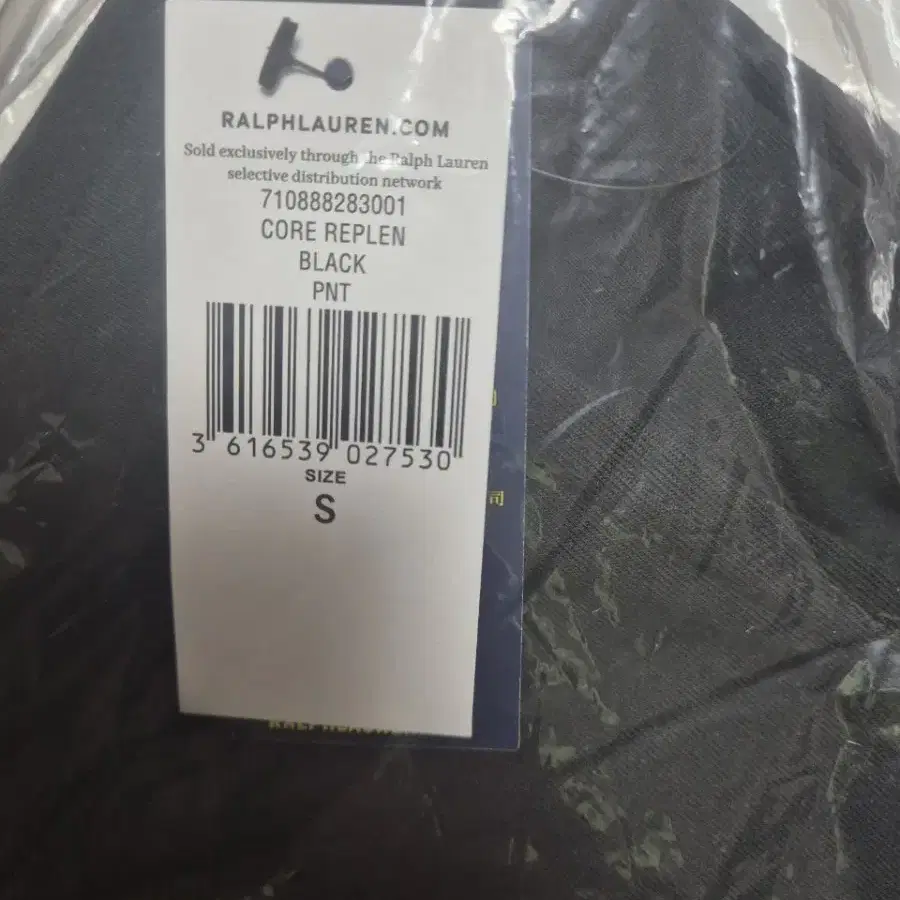 RALPHLAUREN.COM
Sold exclusively through the Ralph Lauren
selective distribution network
710888283001
CORE REPLEN
BLACK
PNT
3 616539 027530
SIZE
S